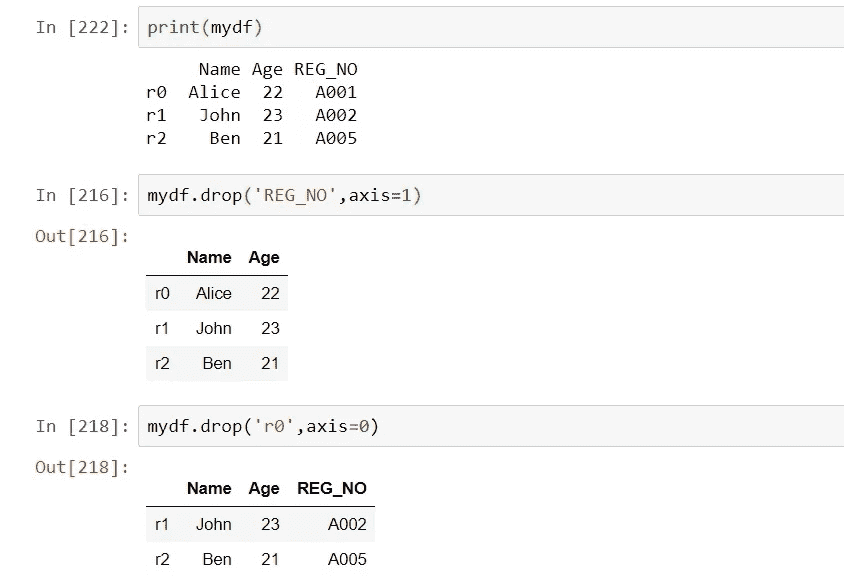 In [222]: print(mydf)
Name Age REG_NO
r0 Alice 22 A001
r1 John 23 A002
r2 Ben 21 A005
In [216]: mydf.drop('REG_NO',axis=1)
Out[216]:
Name Age
r0 Alice 22
r1 John 23
r2 Ben 21
In [218]: mydf.drop('r0',axis=0)
Out[218]:
Name Age REG_NO
r1 John 23 A002
r2 Ben 21 A005